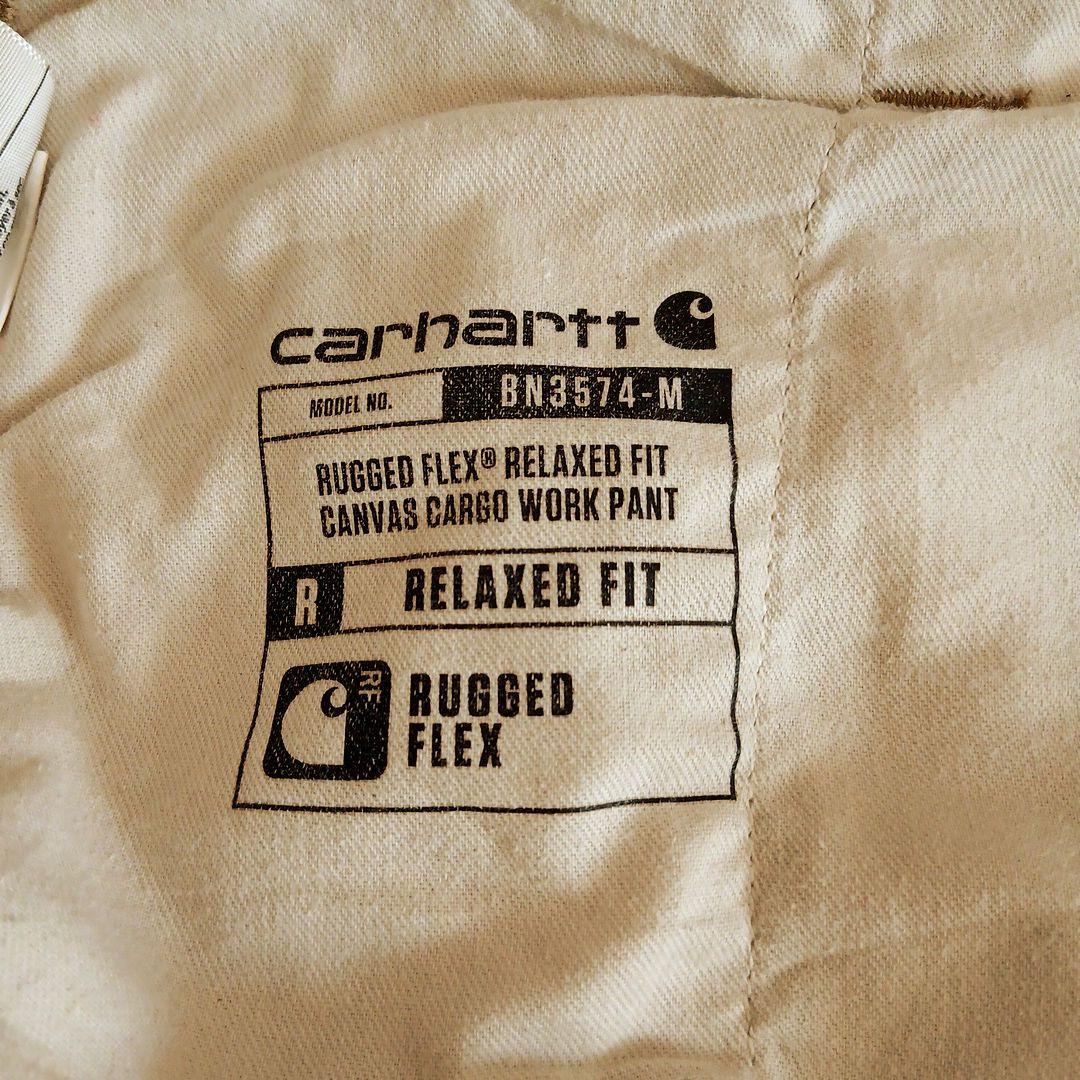 carhartt
MODEL NO. BN3574-M
RUGGED FLEX® RELAXED FIT
CANVAS CARGO WORK PANT
R RELAXED FIT
RF
RUGGED
FLEX